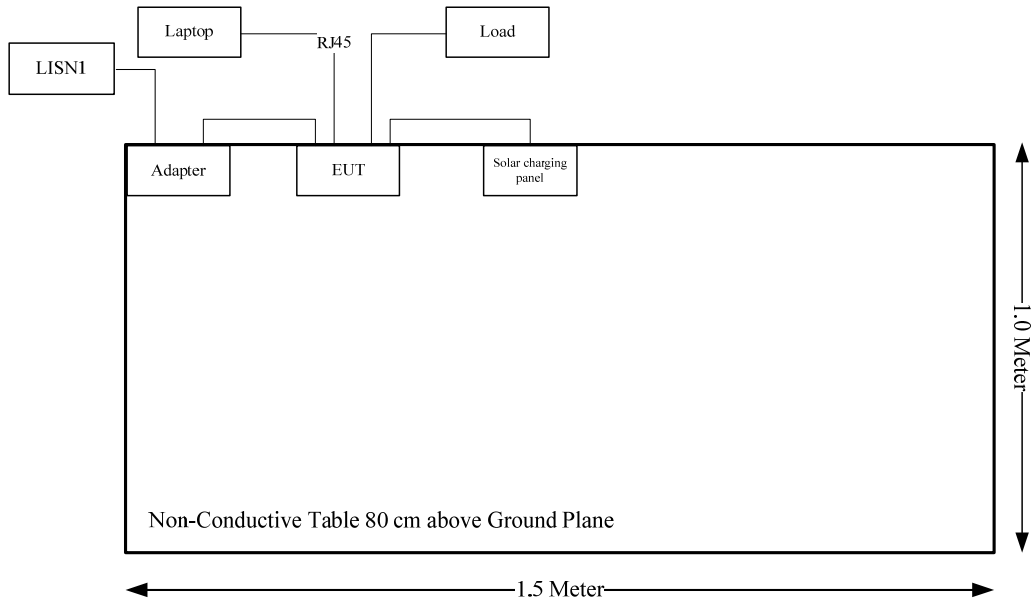 Laptop
Load
RJ45
LISN1
Adapter
EUT
Solar charging
panel
1.0 Meter
Non-Conductive Table 80 cm above Ground Plane
1.5 Meter